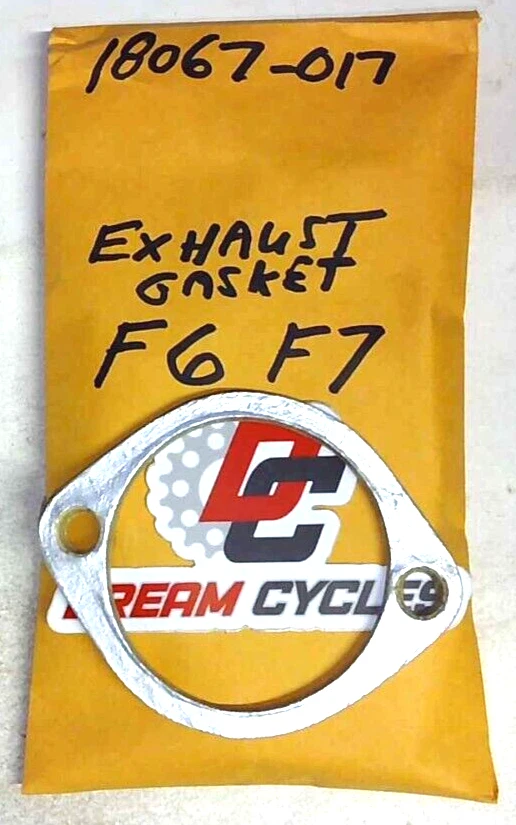 18067-017
EXHAUST
GASKET
F6 F7
DC
DREAM CYCLES